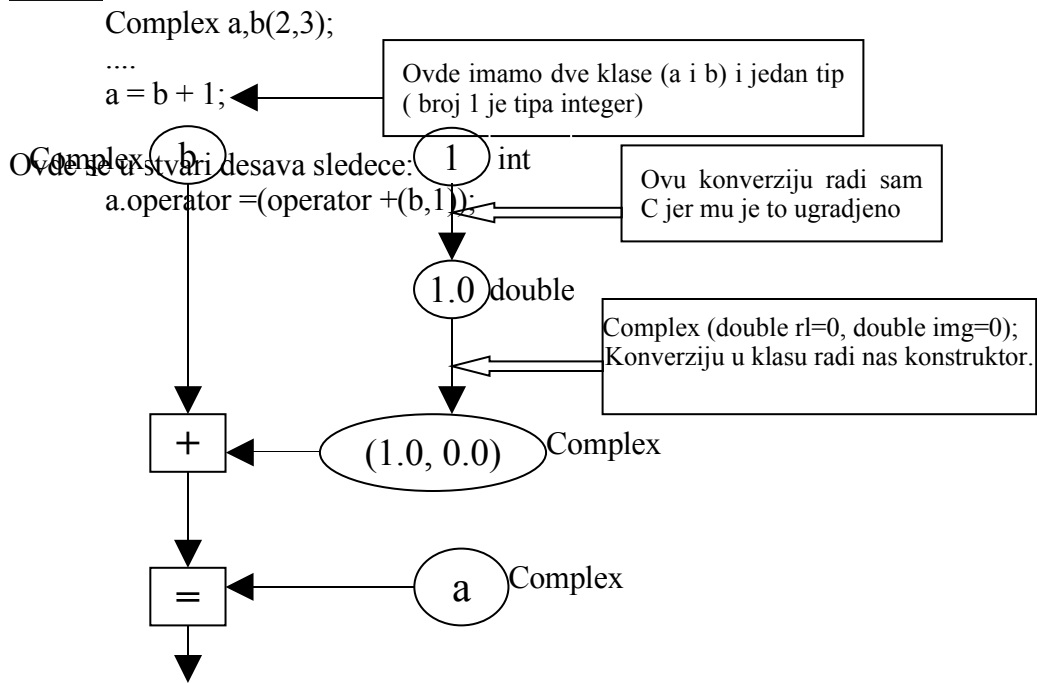 Complex a,b(2,3);
....
a = b + 1;
Ovde imamo dve klase (a i b) i jedan tip
( broj 1 je tipa integer)
Complex
b
1
int
Ovde se u stvari desava sledece:
a.operator =(operator +(b,1));
Ovu konverziju radi sam
C jer mu je to ugradjeno
1.0
double
Complex (double rl=0, double img=0);
Konverziju u klasu radi nas konstruktor.
+
(1.0, 0.0)
Complex
=
a
Complex